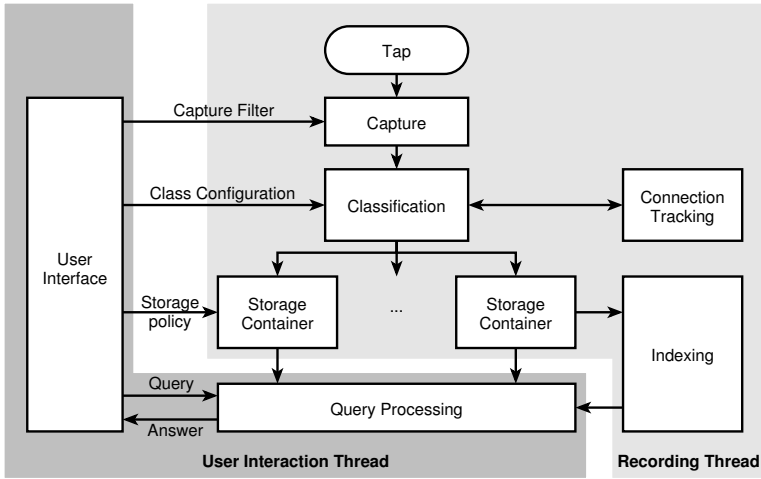 Tap
Capture Filter
Capture
Class Configuration
Classification
Connection
Tracking
User
Interface
Storage
policy
Storage
Container
...
Storage
Container
Indexing
Query
Query Processing
Answer
User Interaction Thread
Recording Thread